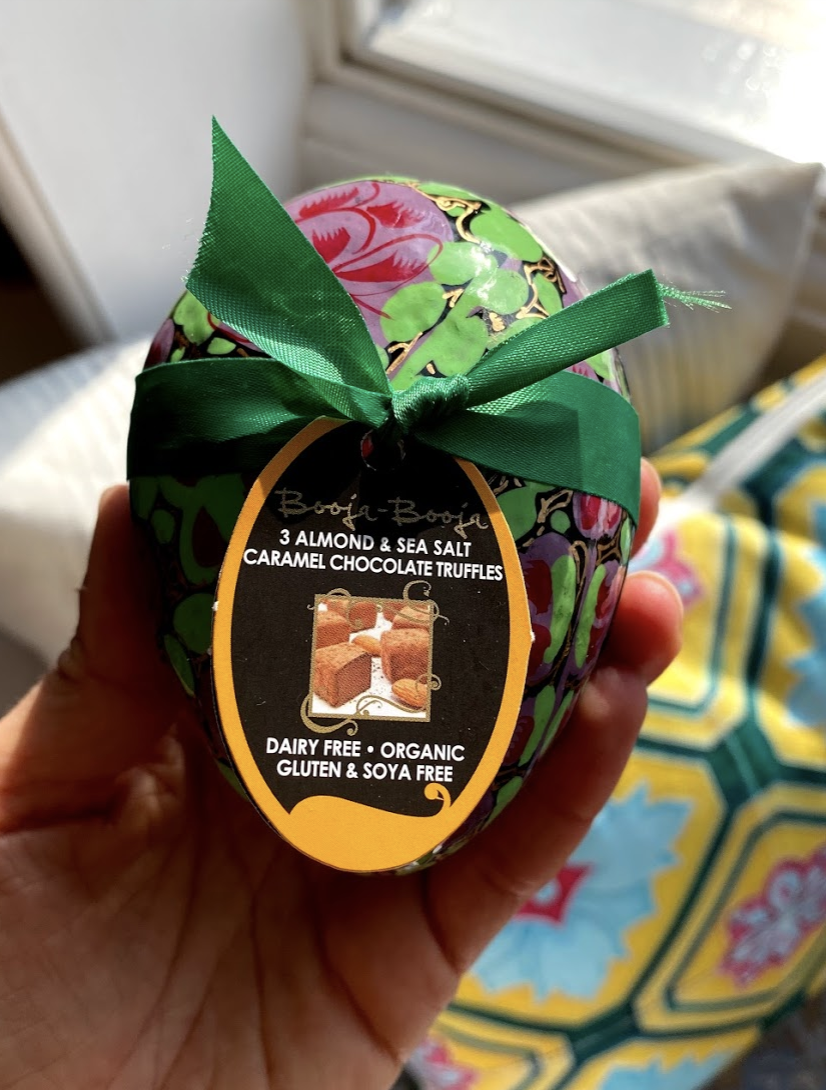 Booja-Booja
3 ALMOND & SEA SALT
CARAMEL CHOCOLATE TRUFFLES
DAIRY FREE • ORGANIC
GLUTEN & SOYA FREE